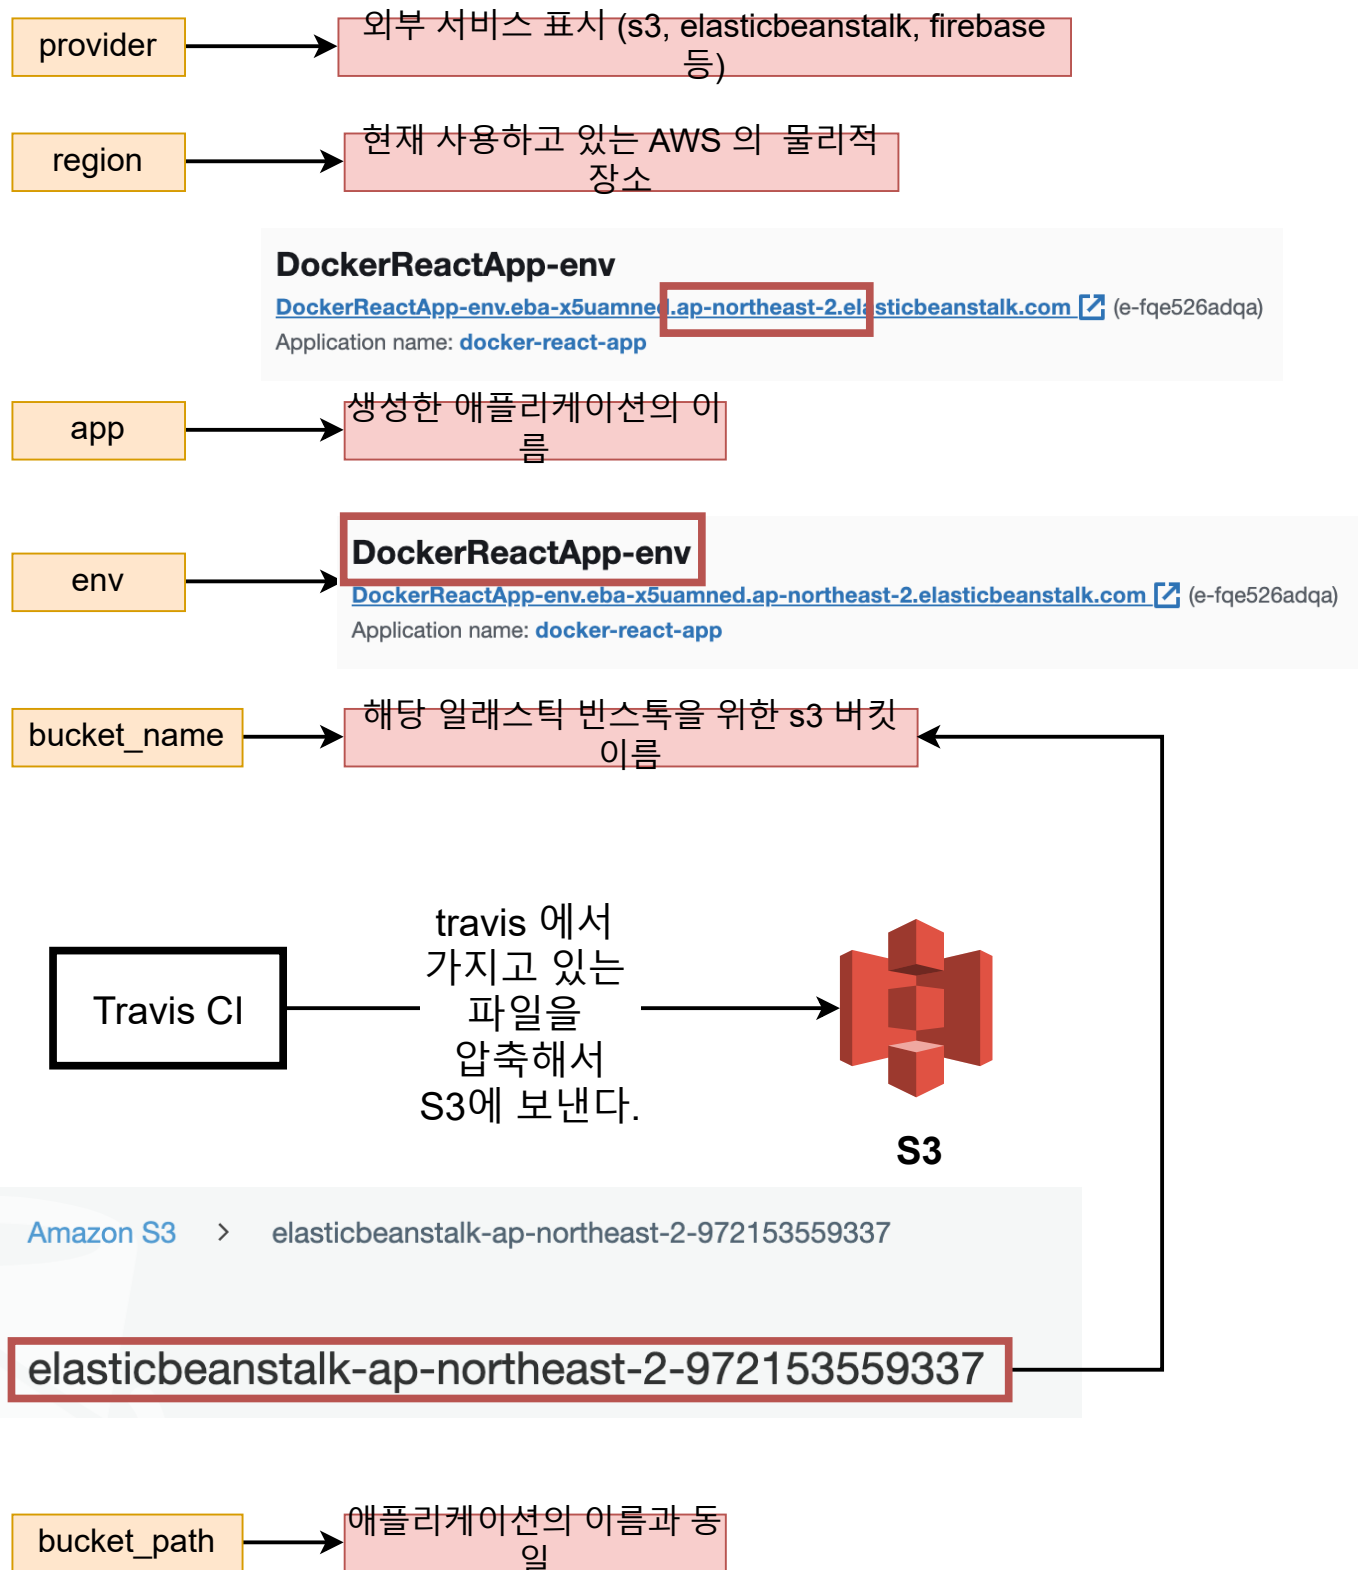 provider
외부 서비스 표시 (s3, elasticbeanstalk, firebase
등)
region
현재 사용하고 있는 AWS 의 물리적
장소
DockerReactApp-env
DockerReactApp-env.eba-x5uamned.ap-northeast-2.elasticbeanstalk.com (e-fqe526adqa)
Application name: docker-react-app
app
생성한 애플리케이션의 이
름
env
DockerReactApp-env
DockerReactApp-env.eba-x5uamned.ap-northeast-2.elasticbeanstalk.com (e-fqe526adqa)
Application name: docker-react-app
bucket_name
해당 일래스틱 빈스톡을 위한 s3 버킷
이름
Travis CI
travis 에서
가지고 있는
파일을
압축해서
S3에 보낸다.
S3
Amazon S3 > elasticbeanstalk-ap-northeast-2-972153559337
elasticbeanstalk-ap-northeast-2-972153559337
bucket_path
애플리케이션의 이름과 동
일